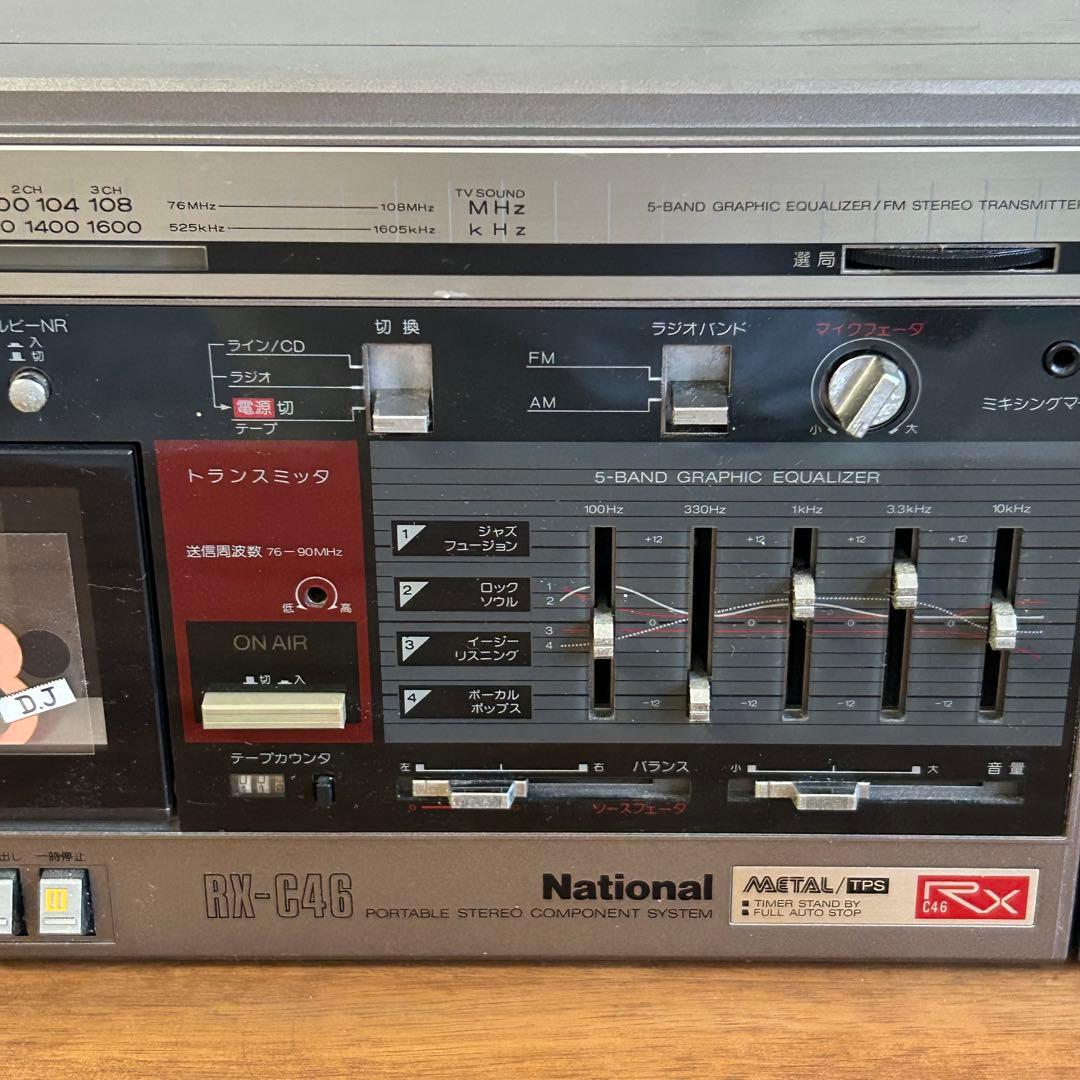 2CH 3CH
00 104 108
0 1400 1600
76MHz 108MHz
525kHz 1605kHz
TV SOUND
MHz
kHz
5-BAND GRAPHIC EQUALIZER/FM STEREO TRANSMITTER
選局
ルビーNR
入
切
切換
ライン/CD
ラジオ
電源 切
テープ
ラジオバンド
FM
AM
マイクフェーダ
小 大
ミキシングマ
トランスミッタ
送信周波数 76-90MHz
低 高
ON AIR
切 入
5-BAND GRAPHIC EQUALIZER
100Hz 330Hz 1kHz 3.3kHz 10kHz
+12 +12 +12 +12
0 0 0 0
-12 -12 -12 -12
1 ジャズ
フュージョン
2 ロック
ソウル
3 イージー
リスニング
4 ボーカル
ポップス
1
2
3
4
D.J
テープカウンタ
左 右 バランス
0 ソースフェーダ
小 大 音量
出し 一時停止
RX-C46
National
PORTABLE STEREO COMPONENT SYSTEM
METAL/TPS
TIMER STAND BY
FULL AUTO STOP
RX
C46